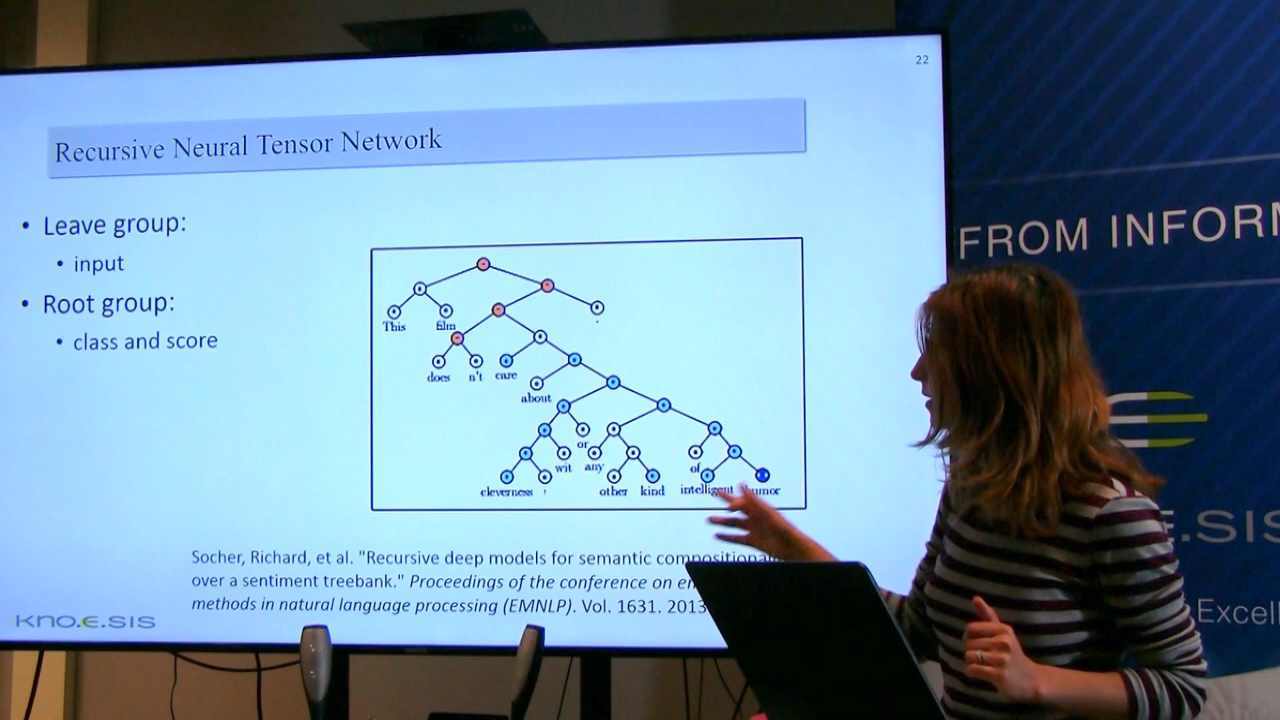 22
Recursive Neural Tensor Network
• Leave group:
• input
• Root group:
• class and score
This film .
does n't care
about
or
wit any of
cleverness , other kind intelligent humor
Socher, Richard, et al. "Recursive deep models for semantic compositiona
over a sentiment treebank." Proceedings of the conference on em
methods in natural language processing (EMNLP). Vol. 1631. 2013
KNO.E.SIS
FROM INFORM
E.SIS
Excell